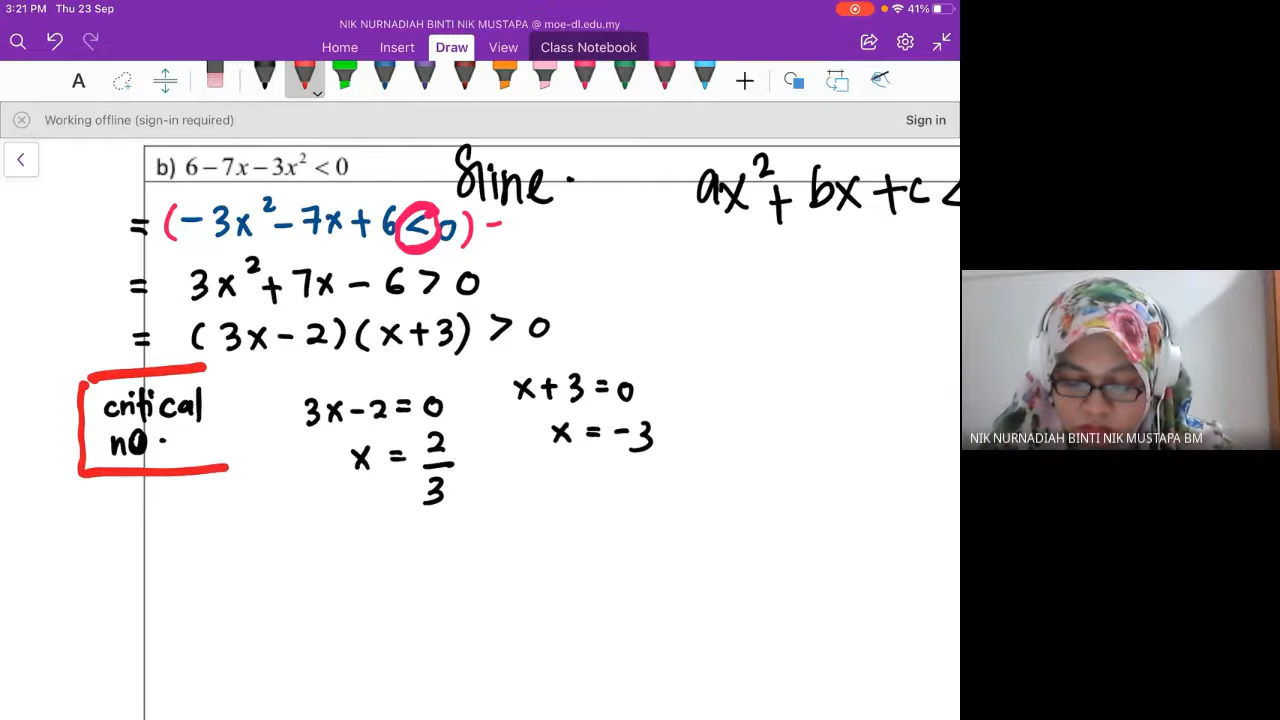 3:21 PM Thu 23 Sep
41%
NIK NURNADIAH BINTI NIK MUSTAPA @ moe-dl.edu.my
Home Insert Draw View Class Notebook
A
Working offline (sign-in required) Sign in
b) 6 – 7x – 3x² < 0
ax² + bx + c <
= (-3x² - 7x + 6 < 0) -
= 3x² + 7x - 6 > 0
= (3x - 2)(x + 3) > 0
critical no.
3x - 2 = 0
x = 2/3
x + 3 = 0
x = -3
NIK NURNADIAH BINTI NIK MUSTAPA BM